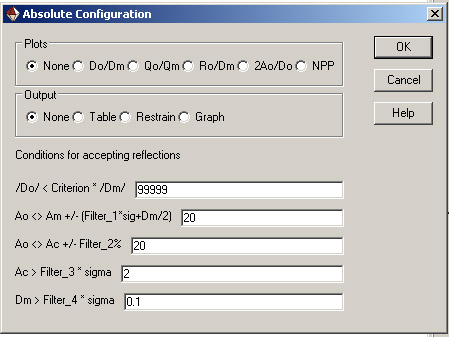 Absolute Configuration
Plots
None Do/Dm Qo/Qm Ro/Dm 2Ao/Do NPP
OK
Cancel
Output
None Table Restrain Graph
Help
Conditions for accepting reflections
/Do/ < Criterion * /Dm/ 99999
Ao <> Am +/- (Filter_1*sig+Dm/2) 20
Ao <> Ac +/- Filter_2% 20
Ac > Filter_3 * sigma 2
Dm > Filter_4 * sigma 0.1